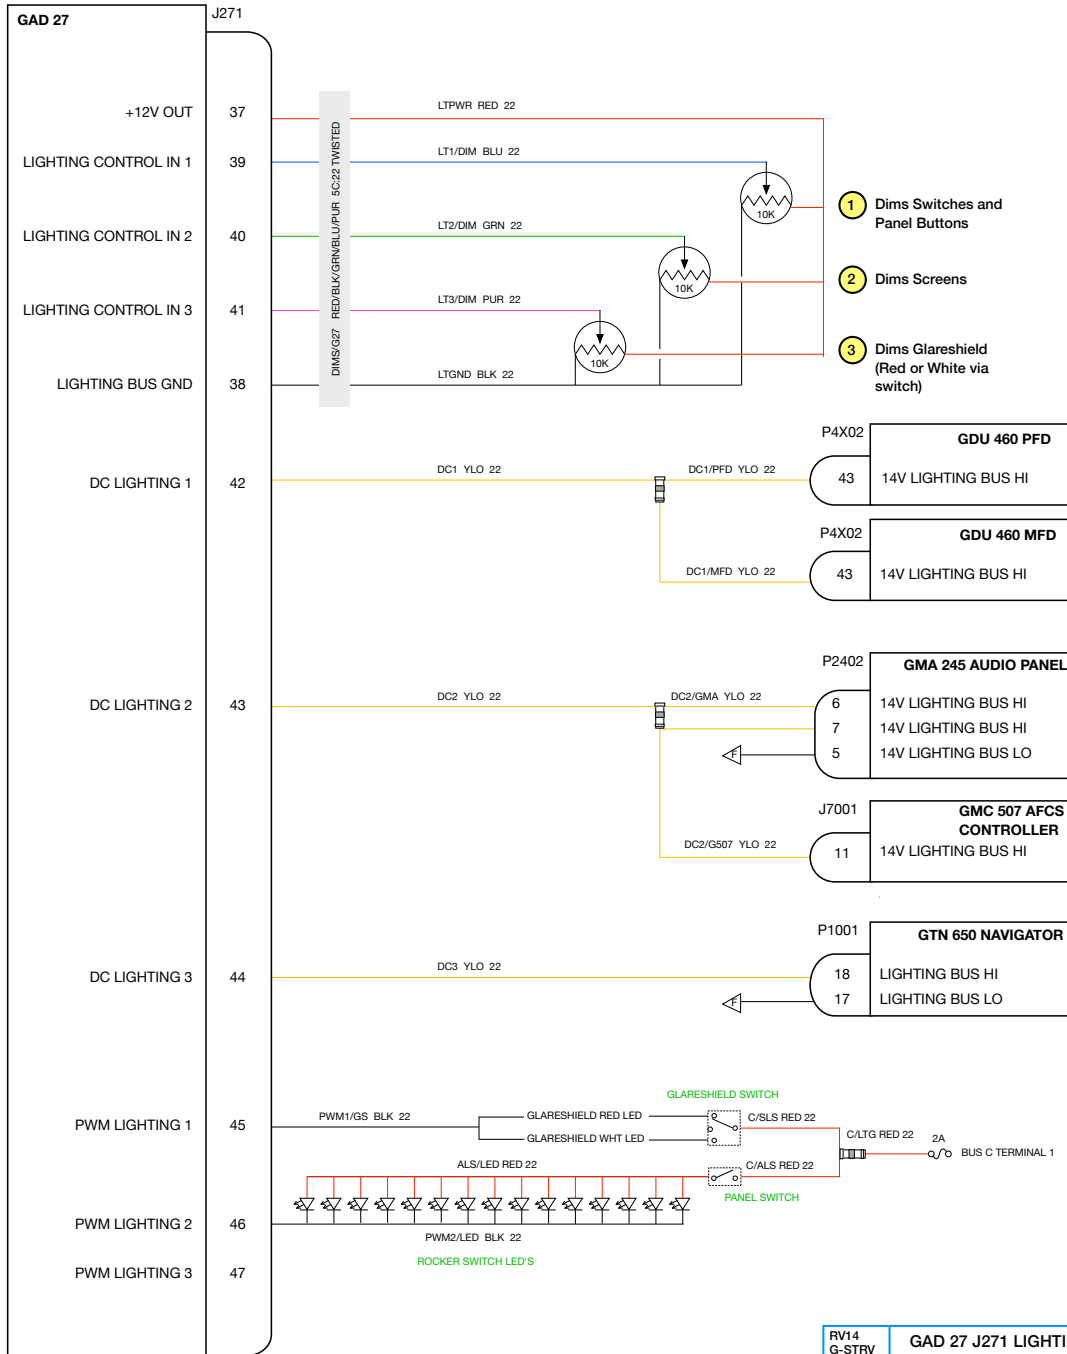 GAD 27
J271
+12V OUT 37
LTPWR RED 22
LIGHTING CONTROL IN 1 39
LT1/DIM BLU 22
10K
1 Dims Switches and
Panel Buttons
LIGHTING CONTROL IN 2 40
LT2/DIM GRN 22
10K
2 Dims Screens
LIGHTING CONTROL IN 3 41
LT3/DIM PUR 22
10K
3 Dims Glareshield
(Red or White via
switch)
LIGHTING BUS GND 38
LTGND BLK 22
DIMS/G27 RED/BLK/GRN/BLU/PUR 5C:22 TWISTED
P4X02
GDU 460 PFD
DC LIGHTING 1 42
DC1 YLO 22
DC1/PFD YLO 22
43 14V LIGHTING BUS HI
P4X02
GDU 460 MFD
DC1/MFD YLO 22
43 14V LIGHTING BUS HI
P2402
GMA 245 AUDIO PANEL
DC LIGHTING 2 43
DC2 YLO 22
DC2/GMA YLO 22
6 14V LIGHTING BUS HI
7 14V LIGHTING BUS HI
F
5 14V LIGHTING BUS LO
J7001
GMC 507 AFCS
CONTROLLER
DC2/G507 YLO 22
11 14V LIGHTING BUS HI
P1001
GTN 650 NAVIGATOR
DC LIGHTING 3 44
DC3 YLO 22
18 LIGHTING BUS HI
F
17 LIGHTING BUS LO
GLARESHIELD SWITCH
PWM LIGHTING 1 45
PWM1/GS BLK 22
GLARESHIELD RED LED
C/SLS RED 22
GLARESHIELD WHT LED
C/LTG RED 22
2A
BUS C TERMINAL 1
ALS/LED RED 22
C/ALS RED 22
PANEL SWITCH
PWM LIGHTING 2 46
PWM2/LED BLK 22
ROCKER SWITCH LED'S
PWM LIGHTING 3 47
RV14
G-STRV
GAD 27 J271